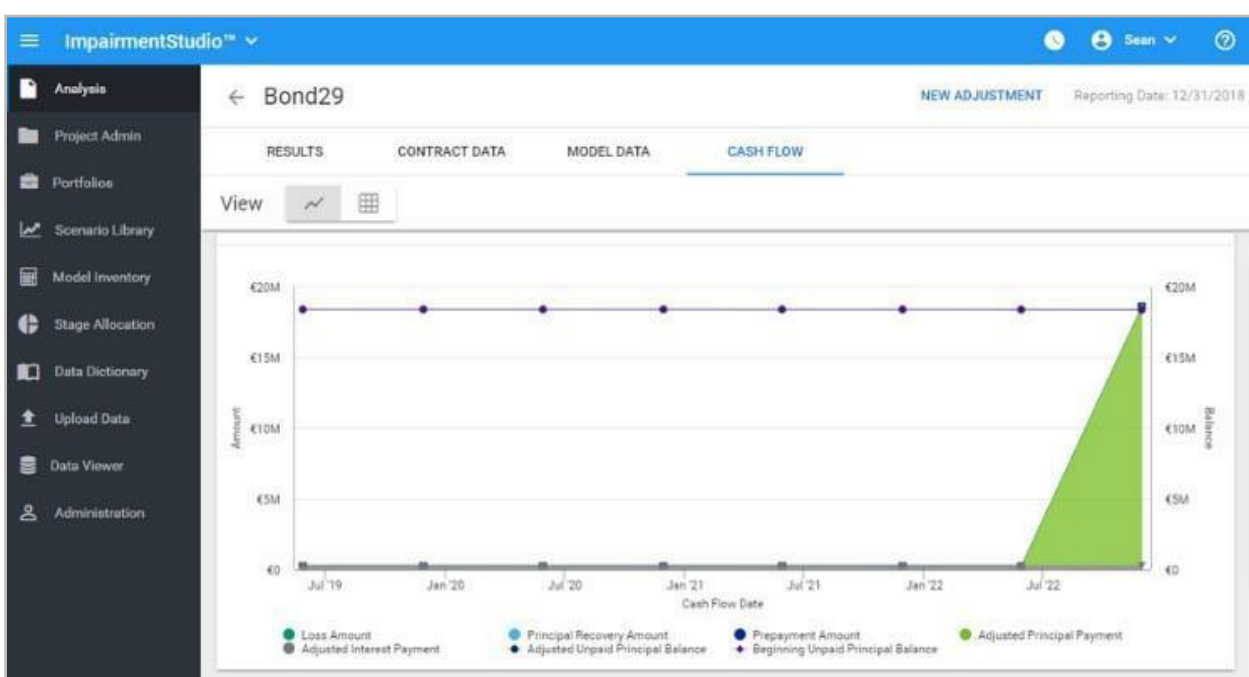 ImpairmentStudio™
Sean
Analysis
Project Admin
Portfolios
Scenario Library
Model Inventory
Stage Allocation
Data Dictionary
Upload Data
Data Viewer
Administration
Bond29
NEW ADJUSTMENT
Reporting Date: 12/31/2018
RESULTS CONTRACT DATA MODEL DATA CASH FLOW
View
€20M €20M
€15M €15M
Amount
€10M €10M
Balance
€5M €5M
€0 €0
Jul '19 Jan '20 Jul '20 Jan '21 Jul '21 Jan '22 Jul '22
Cash Flow Date
Loss Amount Principal Recovery Amount Prepayment Amount Adjusted Principal Payment
Adjusted Interest Payment Adjusted Unpaid Principal Balance Beginning Unpaid Principal Balance